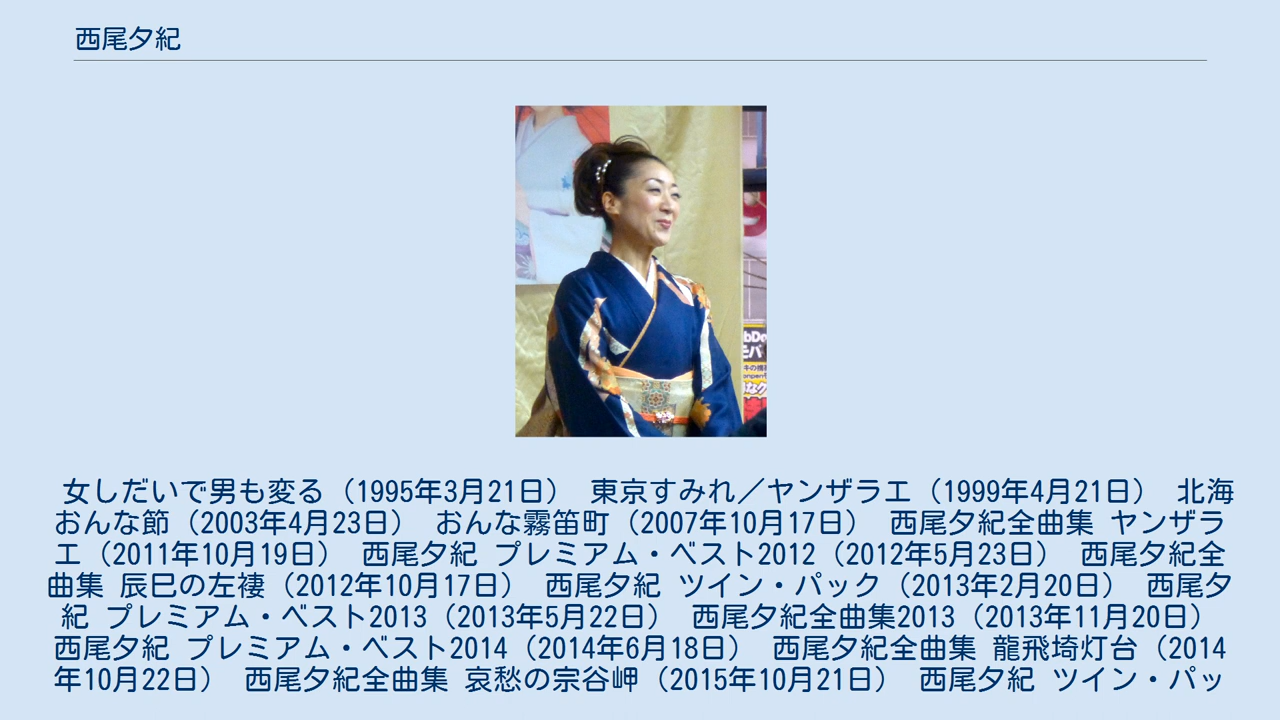 西尾夕紀
bDo
モバ
キの携
onpen
女しだいで男も変る（1995年3月21日） 東京すみれ／ヤンザラエ（1999年4月21日） 北海
おんな節（2003年4月23日） おんな霧笛町（2007年10月17日） 西尾夕紀全曲集 ヤンザラ
エ（2011年10月19日） 西尾夕紀 プレミアム・ベスト2012（2012年5月23日） 西尾夕紀全
曲集 辰巳の左褄（2012年10月17日） 西尾夕紀 ツイン・パック（2013年2月20日） 西尾夕
紀 プレミアム・ベスト2013（2013年5月22日） 西尾夕紀全曲集2013（2013年11月20日）
西尾夕紀 プレミアム・ベスト2014（2014年6月18日） 西尾夕紀全曲集 龍飛埼灯台（2014
年10月22日） 西尾夕紀全曲集 哀愁の宗谷岬（2015年10月21日） 西尾夕紀 ツイン・パッ